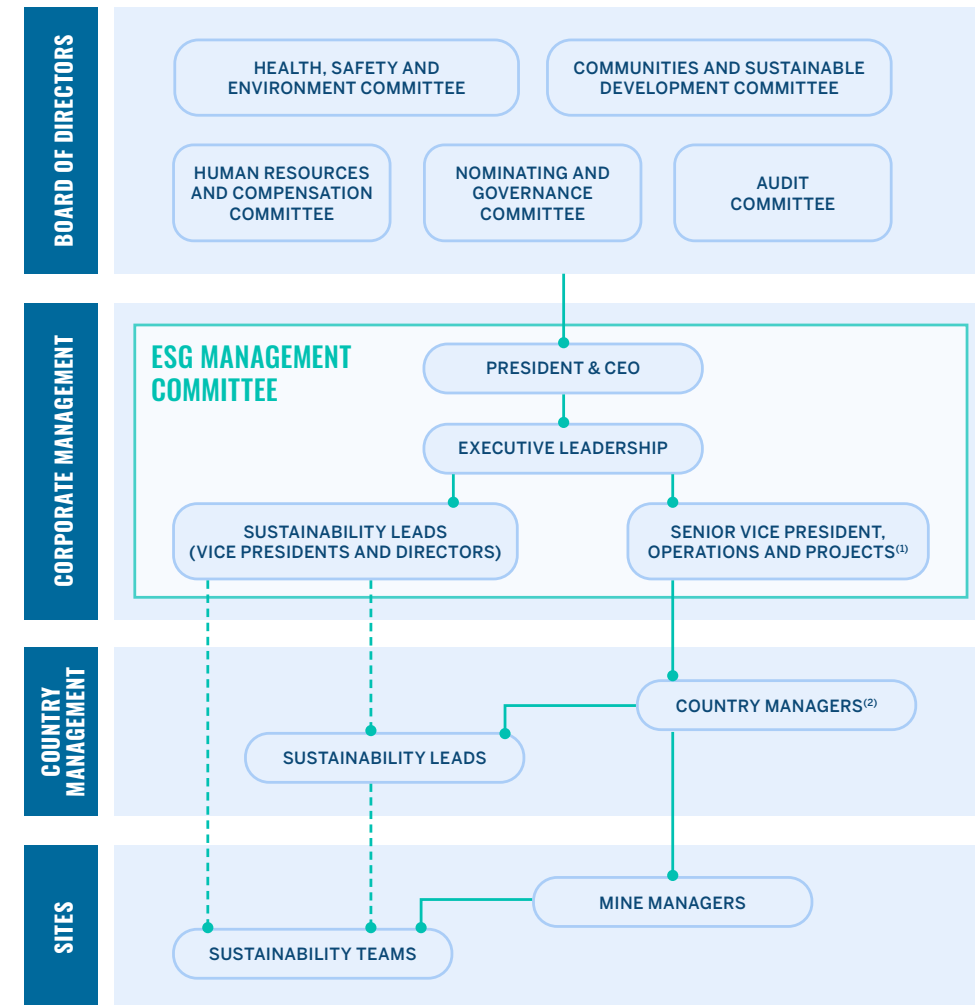 BOARD OF DIRECTORS
HEALTH, SAFETY AND
ENVIRONMENT COMMITTEE
COMMUNITIES AND SUSTAINABLE
DEVELOPMENT COMMITTEE
HUMAN RESOURCES
AND COMPENSATION
COMMITTEE
NOMINATING AND
GOVERNANCE
COMMITTEE
AUDIT
COMMITTEE
CORPORATE MANAGEMENT
ESG MANAGEMENT
COMMITTEE
PRESIDENT & CEO
EXECUTIVE LEADERSHIP
SUSTAINABILITY LEADS
(VICE PRESIDENTS AND DIRECTORS)
SENIOR VICE PRESIDENT,
OPERATIONS AND PROJECTS(1)
COUNTRY
MANAGEMENT
COUNTRY MANAGERS(2)
SUSTAINABILITY LEADS
SITES
MINE MANAGERS
SUSTAINABILITY TEAMS